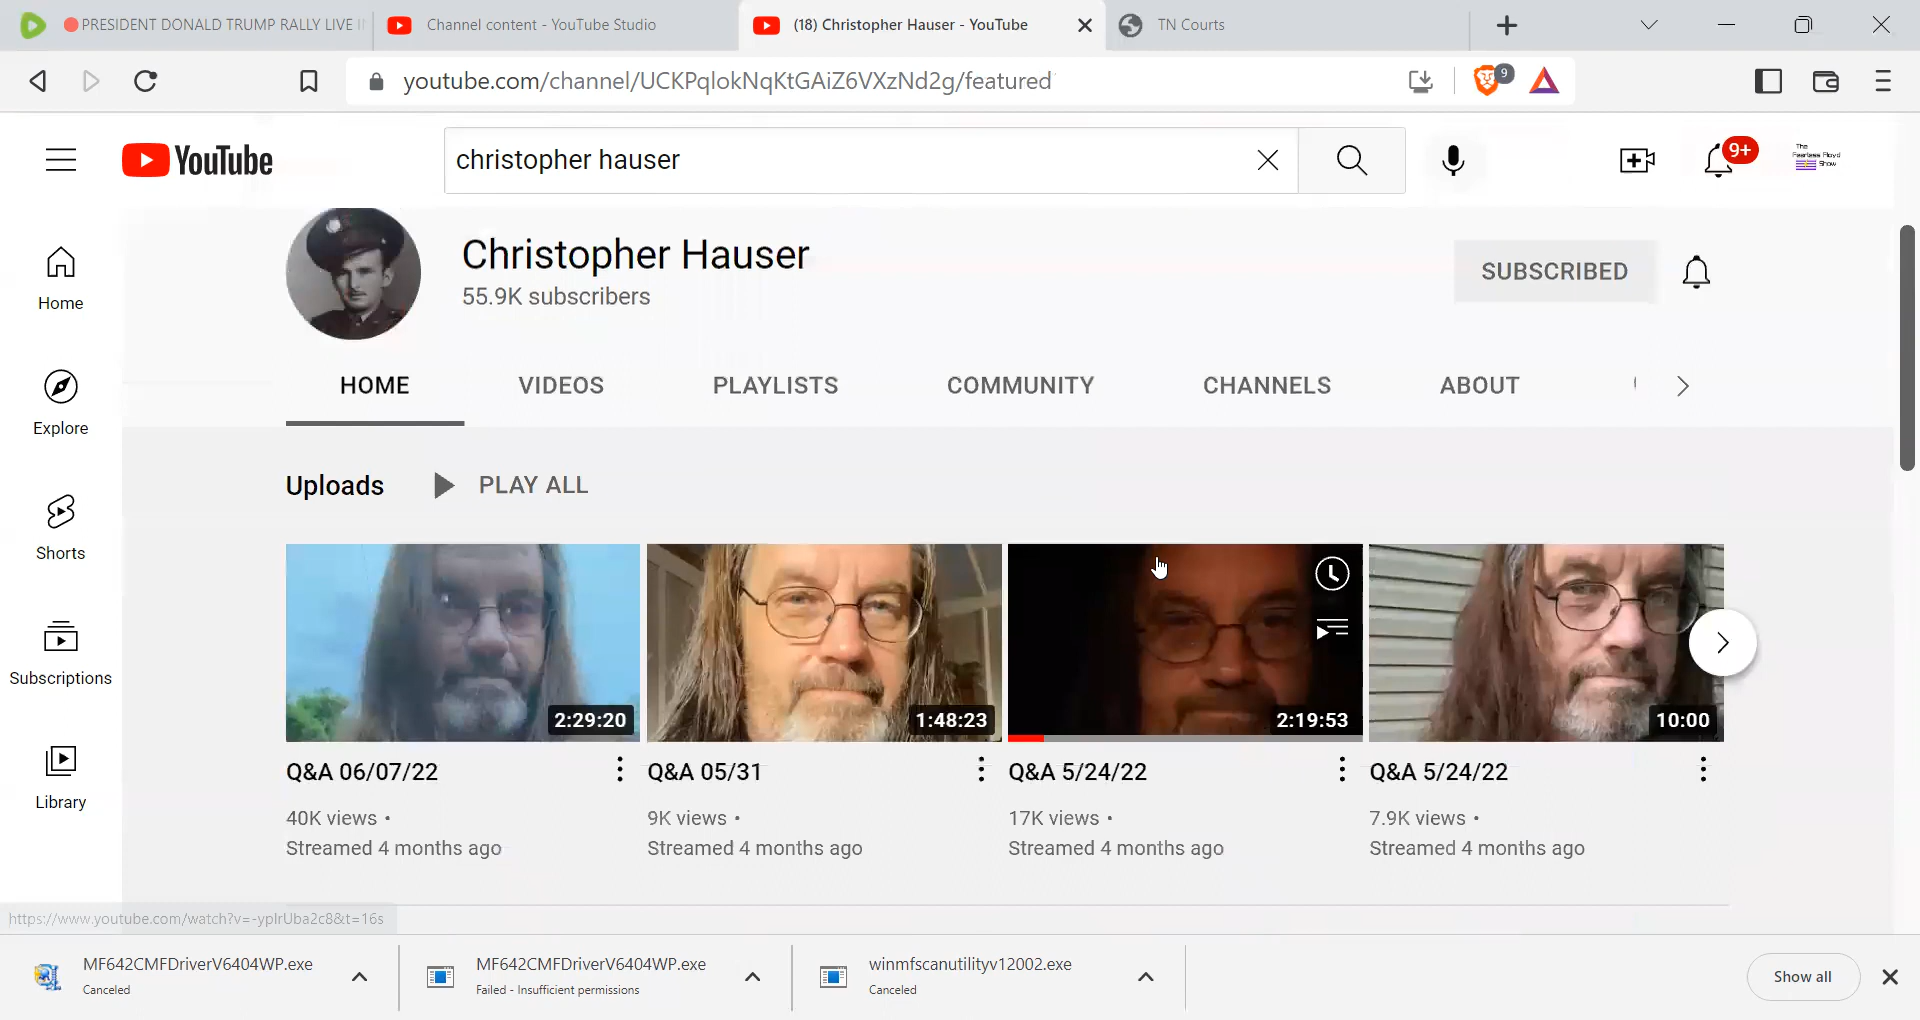 PRESIDENT DONALD TRUMP RALLY LIVE
Channel content - YouTube Studio
(18) Christopher Hauser - YouTube
TN Courts
youtube.com/channel/UCKPqlokNqKtGAiZ6VXzNd2g/featured
9
YouTube
christopher hauser
9+
The
Fearless Floyd
Show
Christopher Hauser
55.9K subscribers
SUBSCRIBED
Home
Explore
Shorts
Subscriptions
Library
HOME
VIDEOS
PLAYLISTS
COMMUNITY
CHANNELS
ABOUT
Uploads
PLAY ALL
2:29:20
1:48:23
2:19:53
10:00
Q&A 06/07/22
Q&A 05/31
Q&A 5/24/22
Q&A 5/24/22
40K views •
9K views •
17K views •
7.9K views •
Streamed 4 months ago
Streamed 4 months ago
Streamed 4 months ago
Streamed 4 months ago
https://www.youtube.com/watch?v=-yplrUba2c8&t=16s
MF642CMFDriverV6404WP.exe
Canceled
MF642CMFDriverV6404WP.exe
Failed - Insufficient permissions
winmfscanutilityv12002.exe
Canceled
Show all